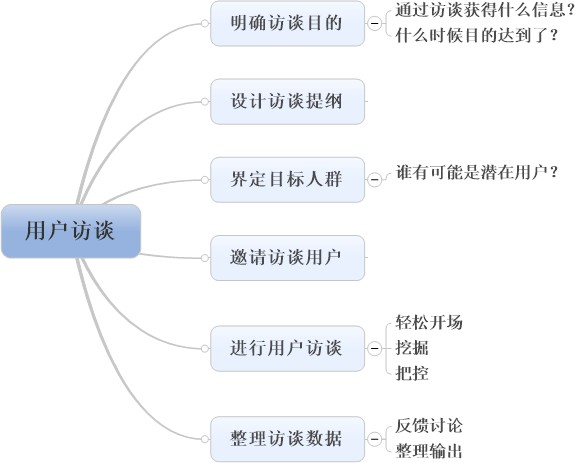 用户访谈
明确访谈目的
通过访谈获得什么信息？
什么时候目的达到了？
设计访谈提纲
界定目标人群
谁有可能是潜在用户？
邀请访谈用户
进行用户访谈
轻松开场
挖掘
把控
整理访谈数据
反馈讨论
整理输出